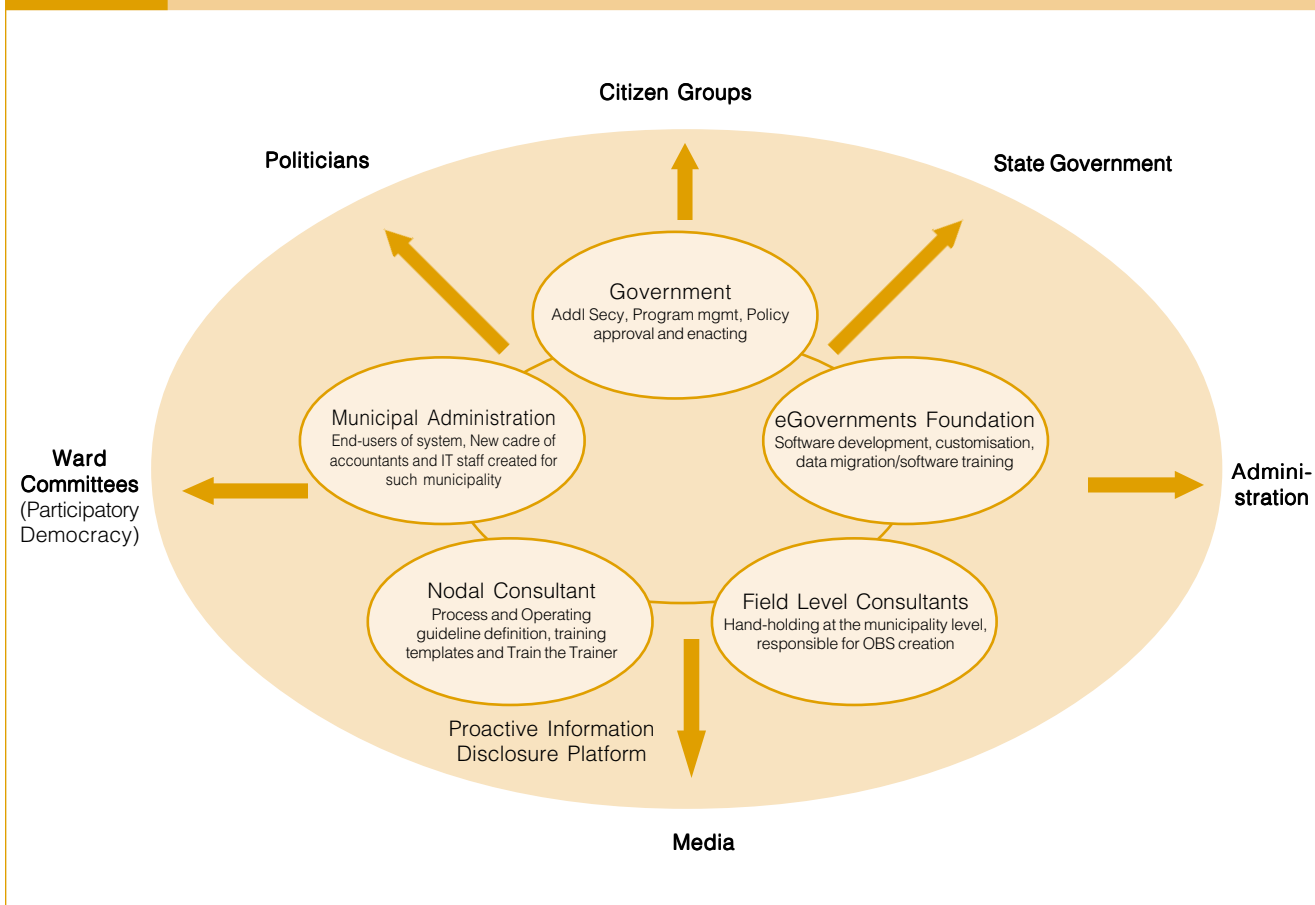 Citizen Groups
Politicians
State Government
Government
Addl Secy, Program mgmt, Policy
approval and enacting
Municipal Administration
End-users of system, New cadre of
accountants and IT staff created for
such municipality
eGovernments Foundation
Software development, customisation,
data migration/software training
Ward
Committees
(Participatory
Democracy)
Admini-
stration
Nodal Consultant
Process and Operating
guideline definition, training
templates and Train the Trainer
Field Level Consultants
Hand-holding at the municipality level,
responsible for OBS creation
Proactive Information
Disclosure Platform
Media